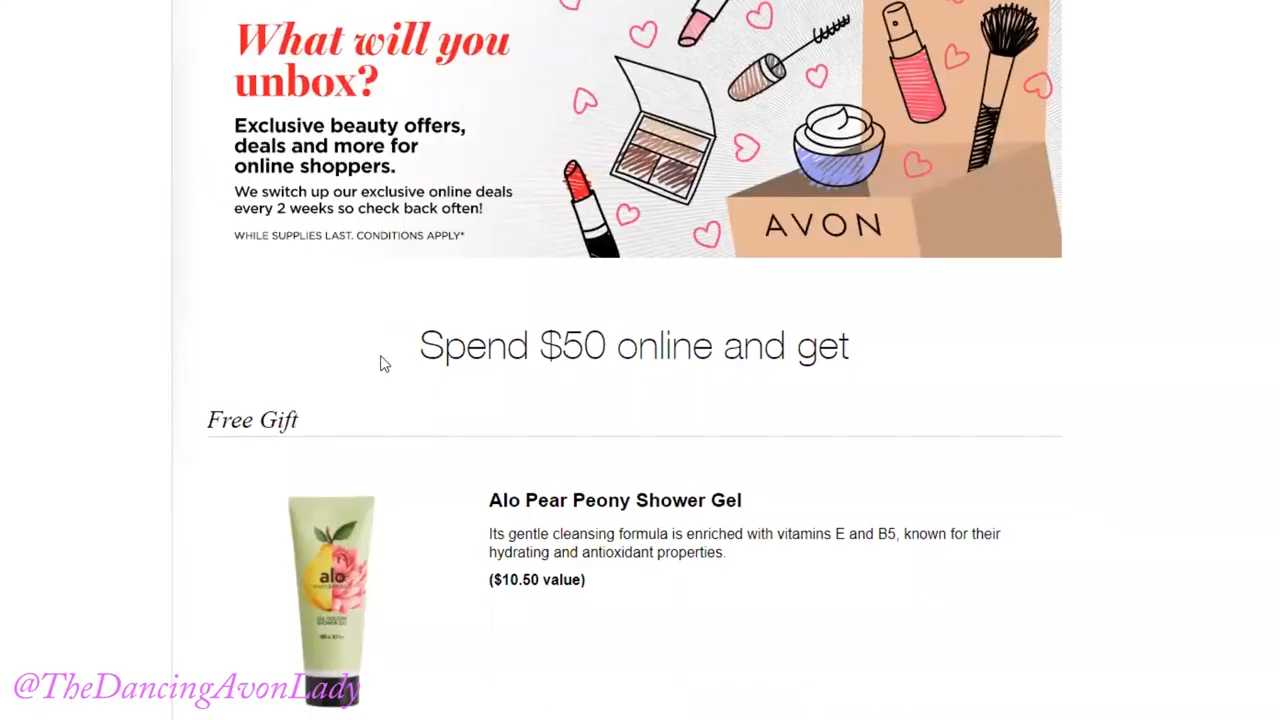 What will you
unbox?
Exclusive beauty offers,
deals and more for
online shoppers.
We switch up our exclusive online deals
every 2 weeks so check back often!
WHILE SUPPLIES LAST. CONDITIONS APPLY*
AVON
Spend $50 online and get
Free Gift
Alo Pear Peony Shower Gel
Its gentle cleansing formula is enriched with vitamins E and B5, known for their
hydrating and antioxidant properties.
($10.50 value)
alo
SHOWER GEL
@TheDancingAvonLady